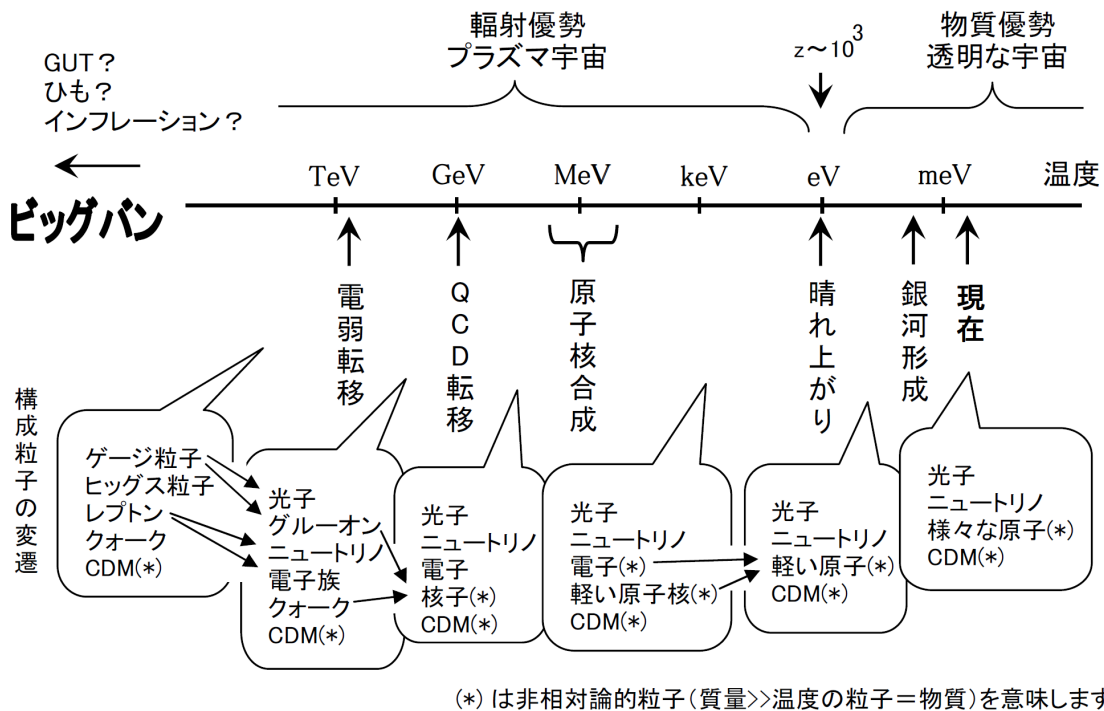 輻射優勢
プラズマ宇宙
z～10³
物質優勢
透明な宇宙
GUT？
ひも？
インフレーション？
ビッグバン
TeV
GeV
MeV
keV
eV
meV
温度
電弱転移
QCD転移
原子核合成
晴れ上がり
銀河形成
現在
構成粒子の変遷
ゲージ粒子
ヒッグス粒子
レプトン
クォーク
CDM(*)
光子
グルーオン
ニュートリノ
電子族
クォーク
CDM(*)
光子
ニュートリノ
電子
核子(*)
CDM(*)
光子
ニュートリノ
電子(*)
軽い原子核(*)
CDM(*)
光子
ニュートリノ
軽い原子(*)
CDM(*)
光子
ニュートリノ
様々な原子(*)
CDM(*)
(*) は非相対論的粒子（質量>>温度の粒子＝物質）を意味します